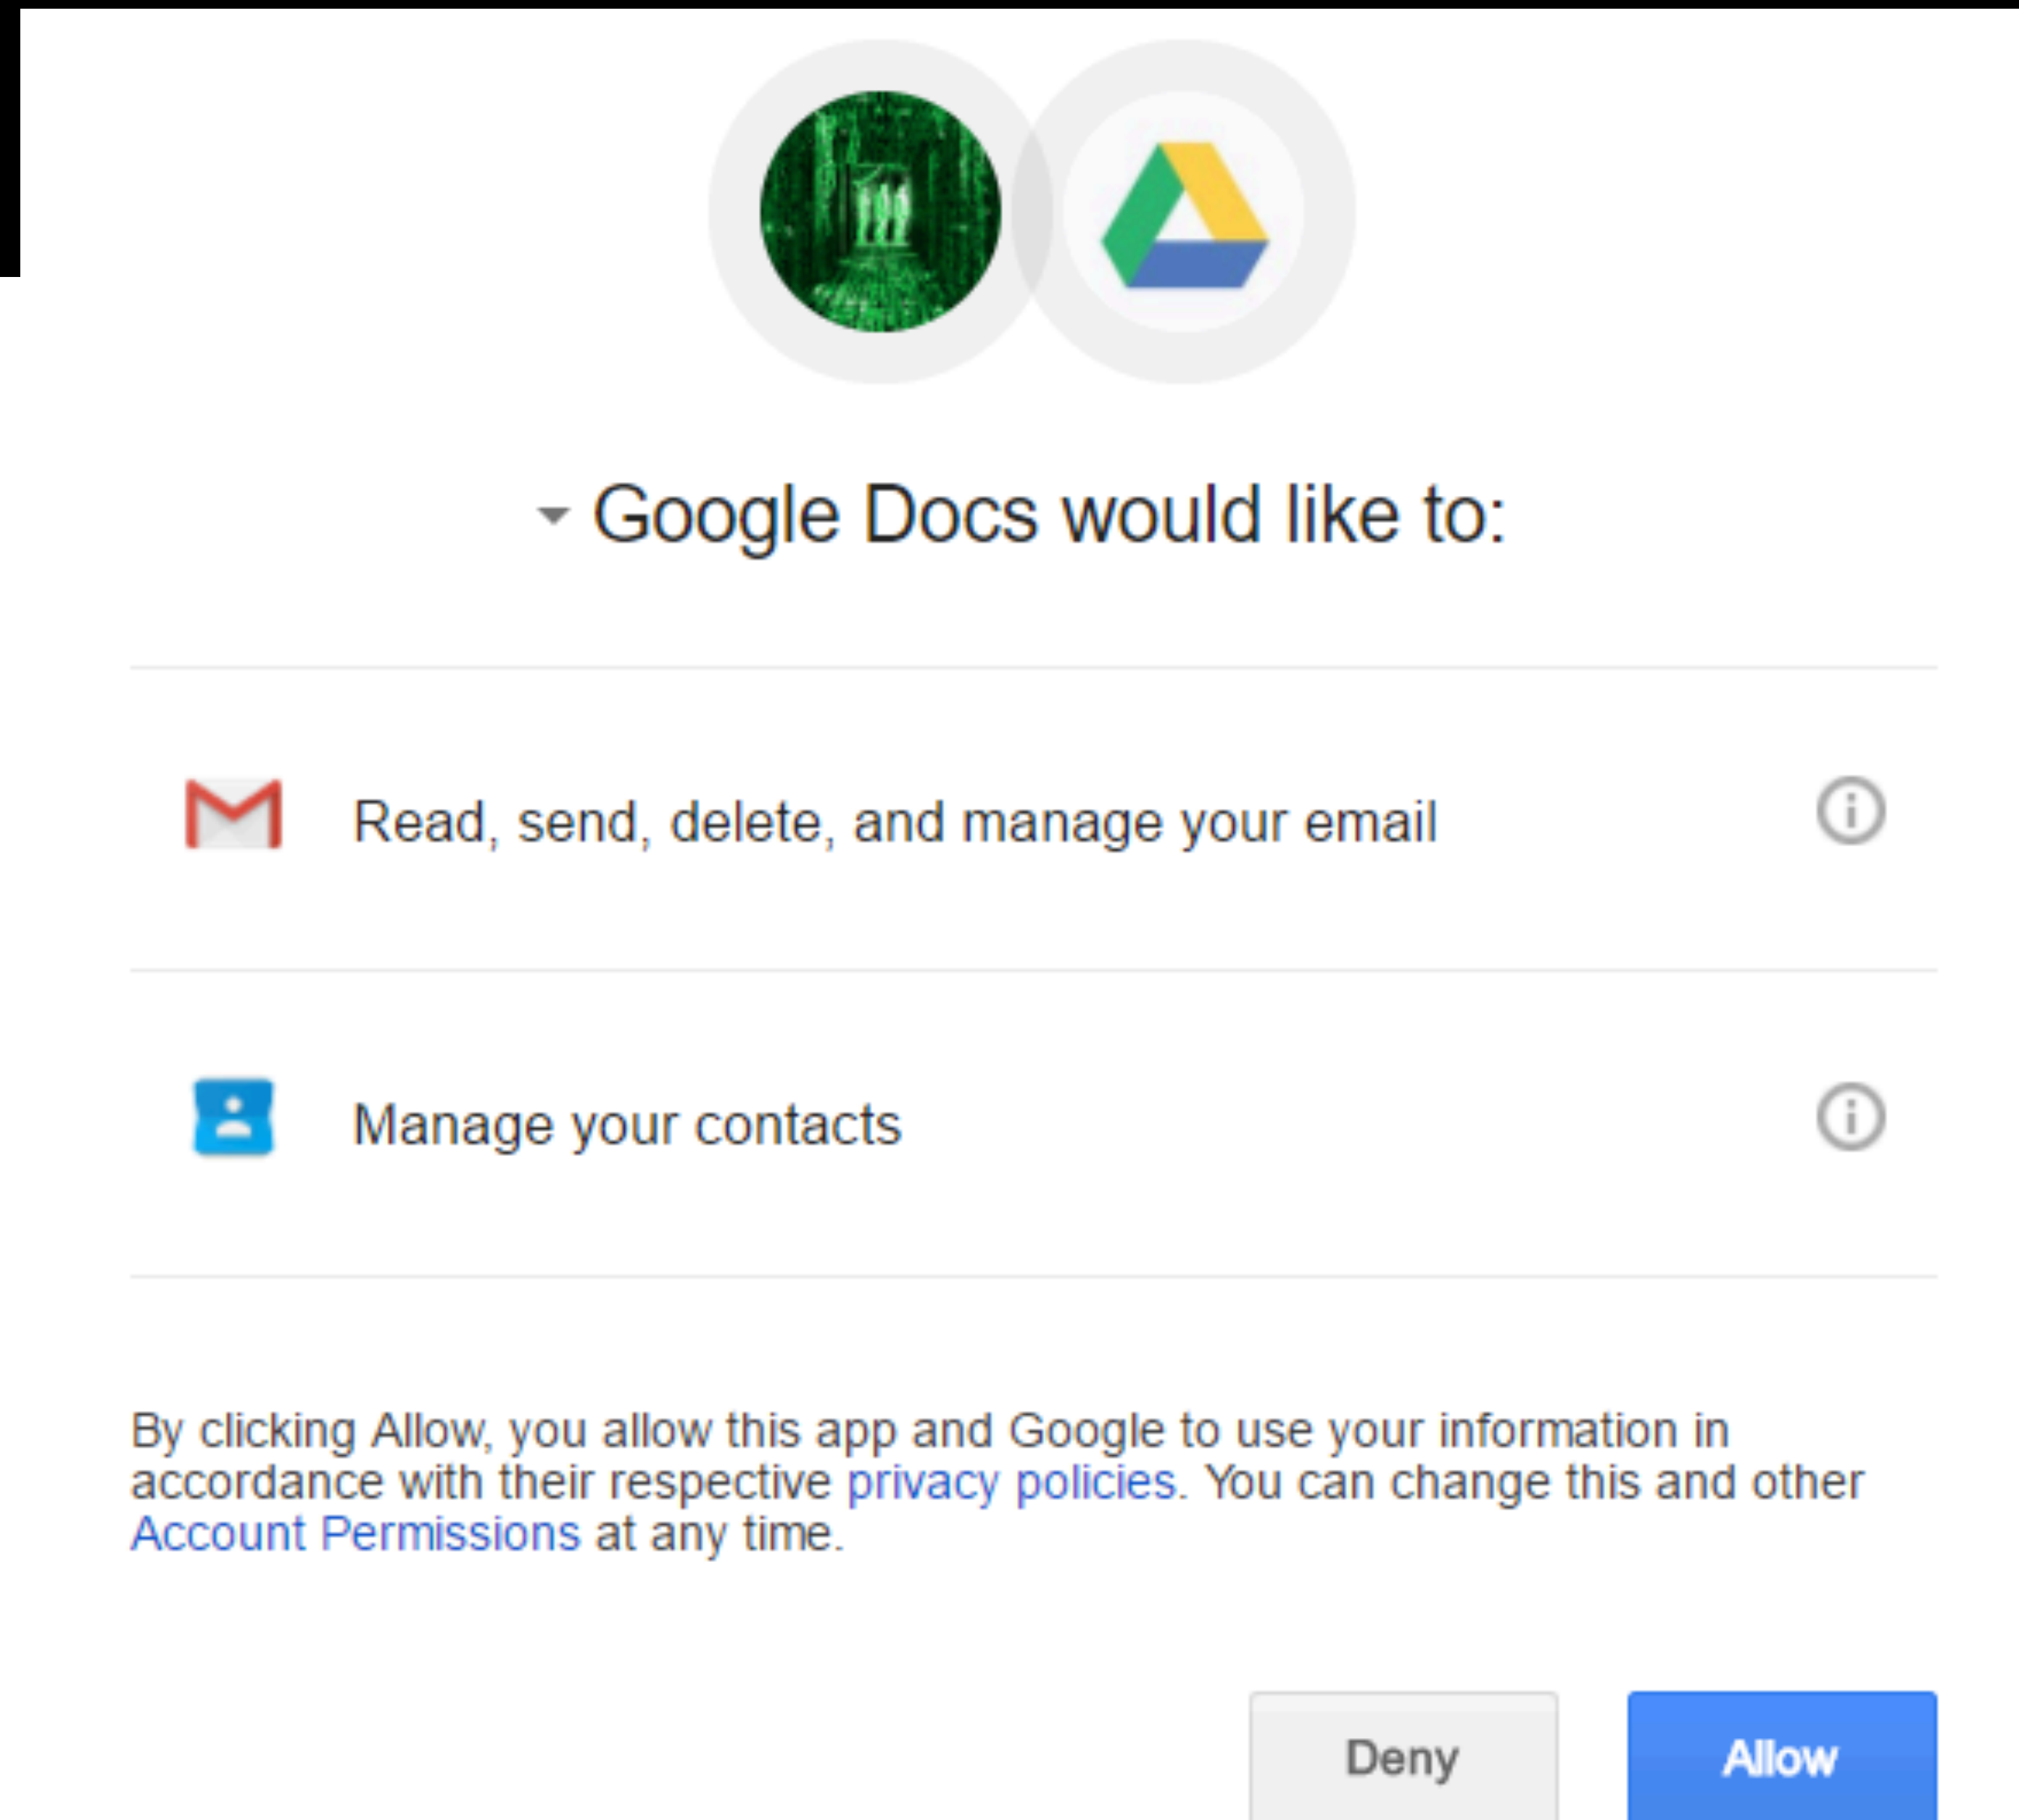 Google Docs would like to:
Read, send, delete, and manage your email
Manage your contacts
By clicking Allow, you allow this app and Google to use your information in
accordance with their respective privacy policies. You can change this and other
Account Permissions at any time.
Deny
Allow